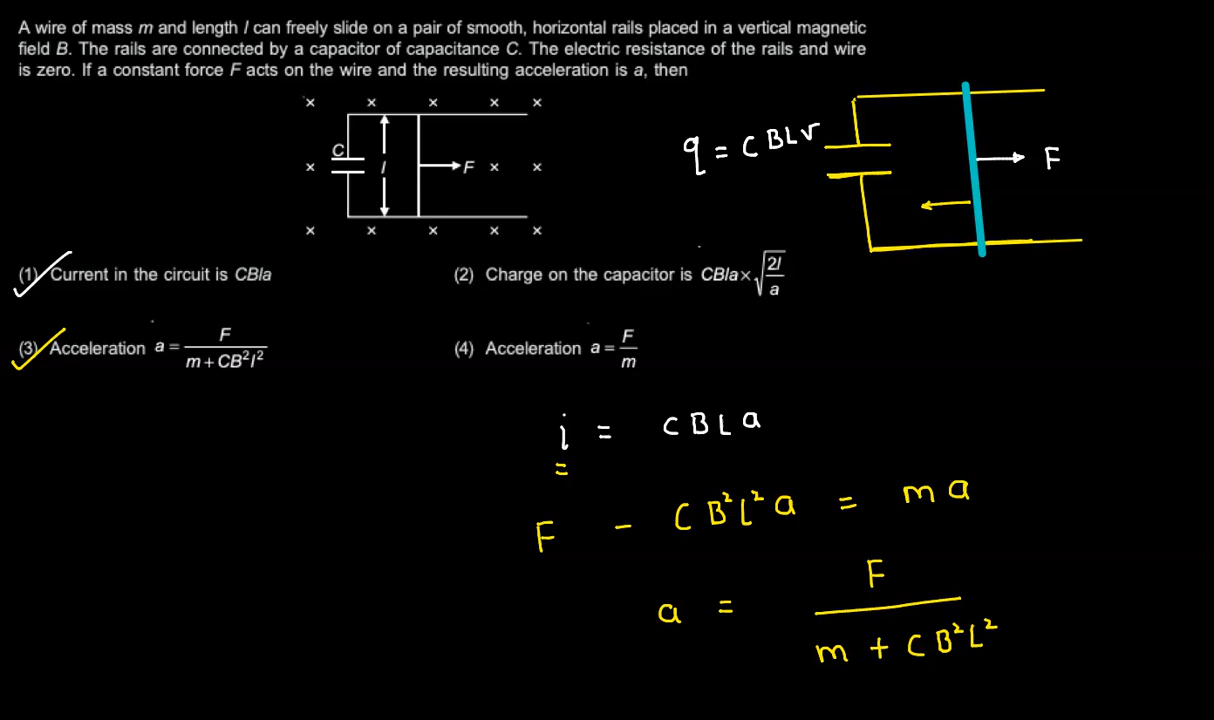 A wire of mass m and length l can freely slide on a pair of smooth, horizontal rails placed in a vertical magnetic
field B. The rails are connected by a capacitor of capacitance C. The electric resistance of the rails and wire
is zero. If a constant force F acts on the wire and the resulting acceleration is a, then
× × × × ×
C
× l F × ×
× × × × ×
q = CBLv
F
(1) Current in the circuit is CBla
(2) Charge on the capacitor is CBla×√(2l/a)
(3) Acceleration a = F/(m + CB²l²)
(4) Acceleration a = F/m
i = CBLa
=
F - CB²L²a = ma
a = F/(m + CB²L²)